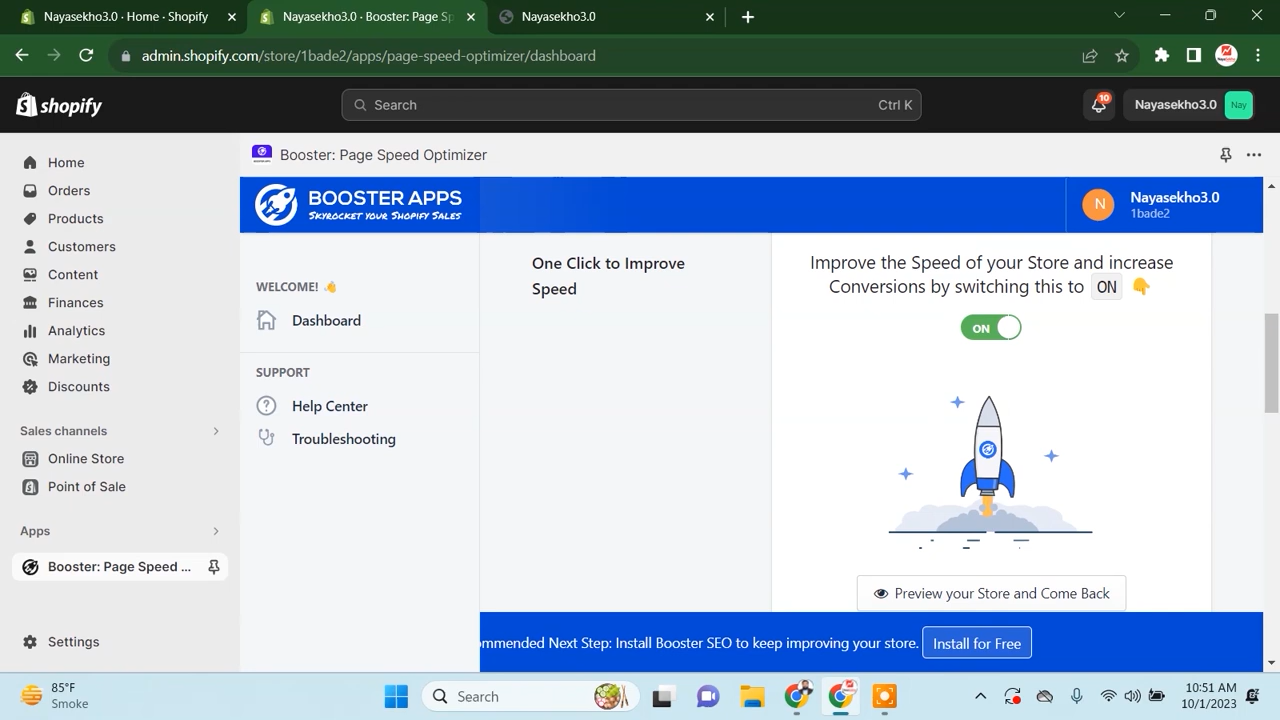 Nayasekho3.0 - Home - Shopify
Nayasekho3.0 - Booster: Page Sp
Nayasekho3.0
admin.shopify.com/store/1bade2/apps/page-speed-optimizer/dashboard
shopify
Search
Ctrl K
10
Nayasekho3.0
Nay
Home
Orders
Products
Customers
Content
Finances
Analytics
Marketing
Discounts
Sales channels
Online Store
Point of Sale
Apps
Booster: Page Speed ...
Settings
Booster: Page Speed Optimizer
BOOSTER APPS
SKYROCKET YOUR SHOPIFY SALES
N
Nayasekho3.0
1bade2
WELCOME! 👋
Dashboard
SUPPORT
Help Center
Troubleshooting
One Click to Improve
Speed
Improve the Speed of your Store and increase
Conversions by switching this to ON 👇
ON
Preview your Store and Come Back
ommended Next Step: Install Booster SEO to keep improving your store.
Install for Free
85°F
Smoke
Search
10:51 AM
10/1/2023